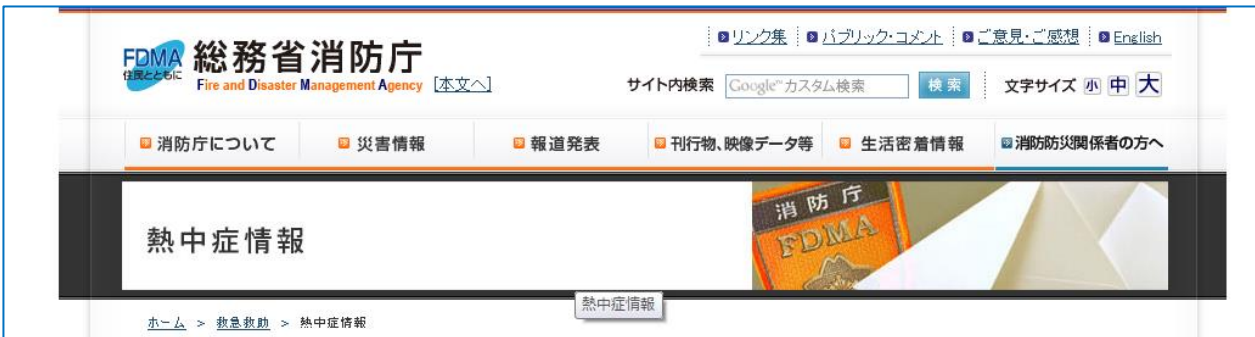 リンク集 パブリック・コメント ご意見・ご感想 English
FDMA
住民とともに
総務省消防庁
Fire and Disaster Management Agency [本文へ]
サイト内検索 Google™カスタム検索 検索 文字サイズ 小 中 大
消防庁について 災害情報 報道発表 刊行物、映像データ等 生活密着情報 消防防災関係者の方へ
熱中症情報
消防庁
FDMA
熱中症情報
ホーム > 救急救助 > 熱中症情報